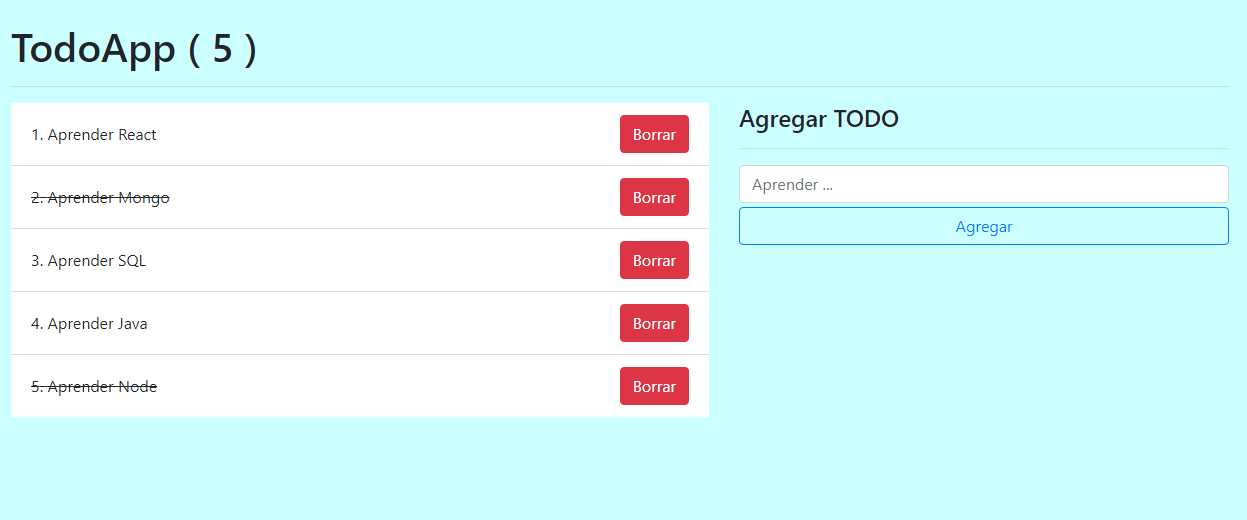 TodoApp ( 5 )
1. Aprender React
Borrar
2. Aprender Mongo
Borrar
3. Aprender SQL
Borrar
4. Aprender Java
Borrar
5. Aprender Node
Borrar
Agregar TODO
Aprender ...
Agregar